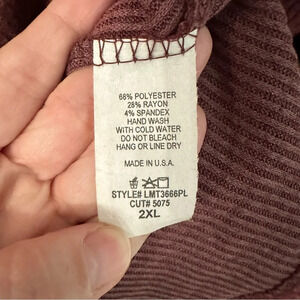 68% POLYESTER
28% RAYON
4% SPANDEX
HAND WASH
WITH COLD WATER
DO NOT BLEACH
HANG OR LINE DRY
MADE IN U.S.A.
STYLE# LMT3666PL
CUT# 5075
2XL